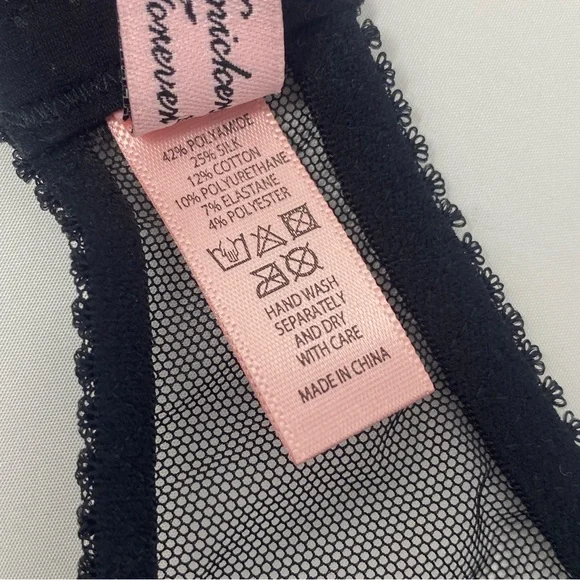 42% POLYAMIDE
25% SILK
12% COTTON
10% POLYURETHANE
7% ELASTANE
4% POLYESTER
HAND WASH
SEPARATELY
AND DRY
WITH CARE
MADE IN CHINA